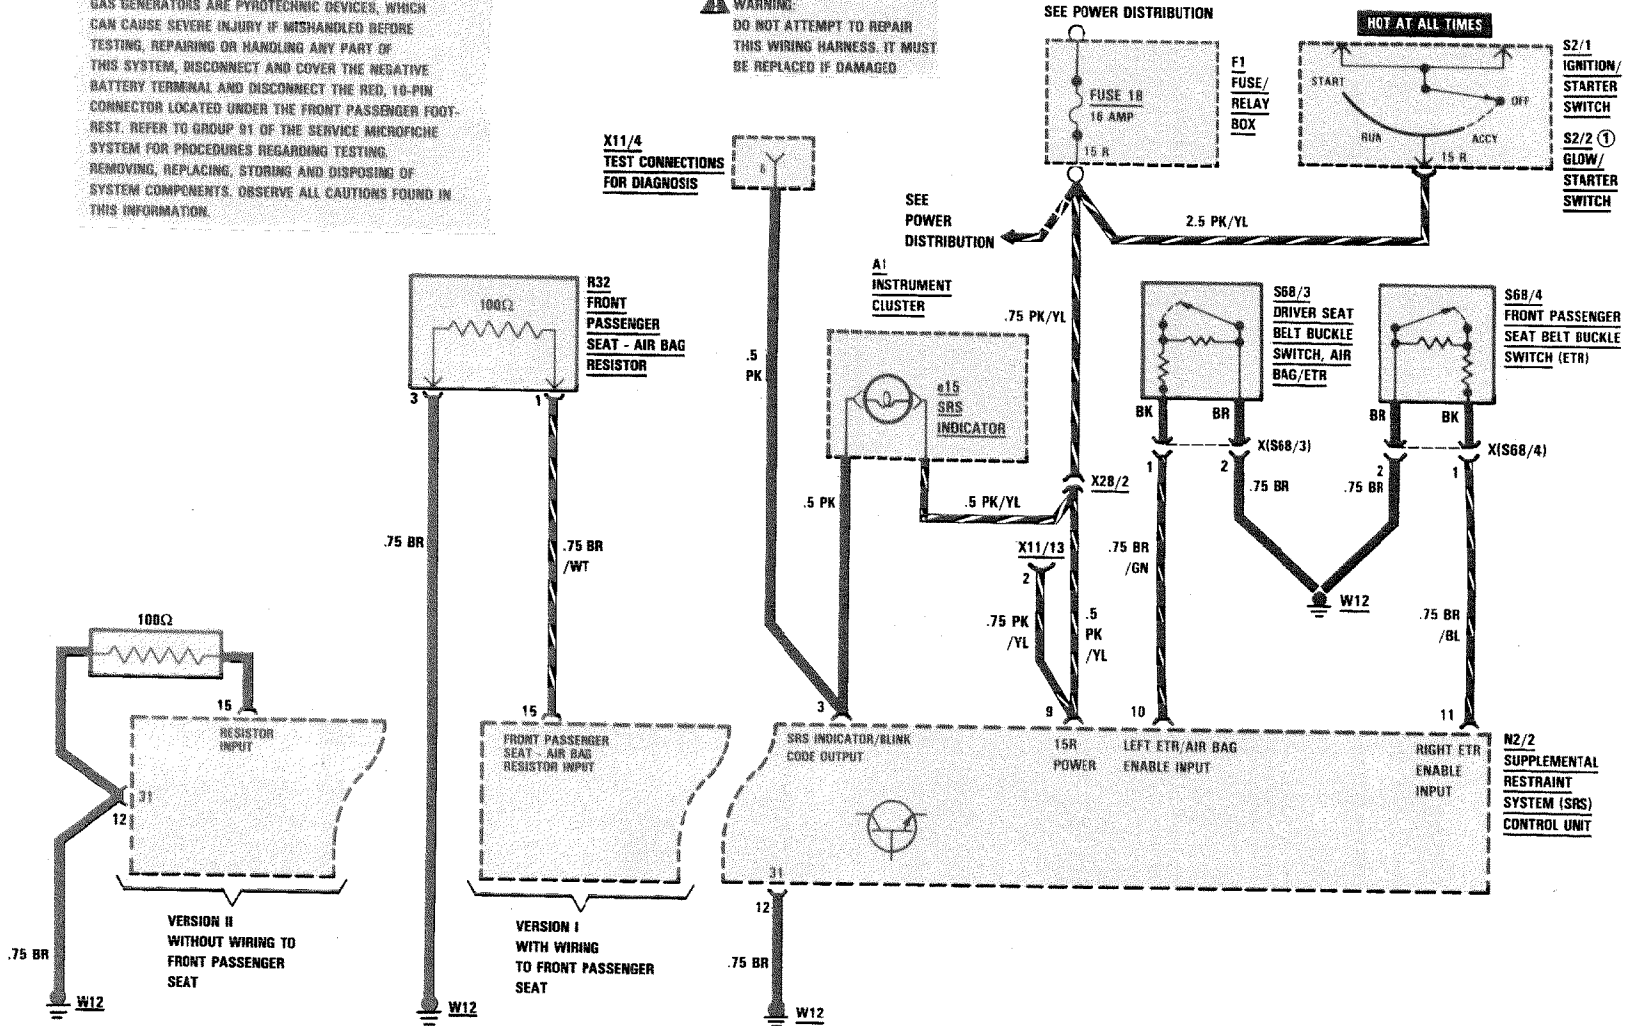 GAS GENERATORS ARE PYROTECHNIC DEVICES, WHICH
CAN CAUSE SEVERE INJURY IF MISHANDLED BEFORE
TESTING, REPAIRING OR HANDLING ANY PART OF
THIS SYSTEM, DISCONNECT AND COVER THE NEGATIVE
BATTERY TERMINAL AND DISCONNECT THE RED, 10-PIN
CONNECTOR LOCATED UNDER THE FRONT PASSENGER FOOT-
REST. REFER TO GROUP 91 OF THE SERVICE MICROFICHE
SYSTEM FOR PROCEDURES REGARDING TESTING,
REMOVING, REPLACING, STORING AND DISPOSING OF
SYSTEM COMPONENTS. OBSERVE ALL CAUTIONS FOUND IN
THIS INFORMATION.
WARNING:
DO NOT ATTEMPT TO REPAIR
THIS WIRING HARNESS. IT MUST
BE REPLACED IF DAMAGED
SEE POWER DISTRIBUTION
FUSE 18
16 AMP
15 R
F1
FUSE/
RELAY
BOX
HOT AT ALL TIMES
START
OFF
RUN
ACCY
15 R
S2/1
IGNITION/
STARTER
SWITCH
S2/2 1
GLOW/
STARTER
SWITCH
X11/4
TEST CONNECTIONS
FOR DIAGNOSIS
6
SEE
POWER
DISTRIBUTION
2.5 PK/YL
.75 PK/YL
R32
FRONT
PASSENGER
SEAT - AIR BAG
RESISTOR
100Ω
3
1
.5
PK
A1
INSTRUMENT
CLUSTER
e15
SRS
INDICATOR
.5 PK
.5 PK/YL
X28/2
S68/3
DRIVER SEAT
BELT BUCKLE
SWITCH, AIR
BAG/ETR
BK
BR
X(S68/3)
1
2
.75 BR
S68/4
FRONT PASSENGER
SEAT BELT BUCKLE
SWITCH (ETR)
BR
BK
X(S68/4)
2
1
.75 BR
.75 BR
.75 BR
/WT
X11/13
2
.75 PK
/YL
.5
PK
/YL
.75 BR
/GN
W12
.75 BR
/BL
100Ω
15
RESISTOR
INPUT
31
12
.75 BR
W12
VERSION II
WITHOUT WIRING TO
FRONT PASSENGER
SEAT
15
FRONT PASSENGER
SEAT - AIR BAG
RESISTOR INPUT
W12
VERSION I
WITH WIRING
TO FRONT PASSENGER
SEAT
3
9
10
11
SRS INDICATOR/BLINK
CODE OUTPUT
15R
POWER
LEFT ETR/AIR BAG
ENABLE INPUT
RIGHT ETR
ENABLE
INPUT
N2/2
SUPPLEMENTAL
RESTRAINT
SYSTEM (SRS)
CONTROL UNIT
31
12
.75 BR
W12